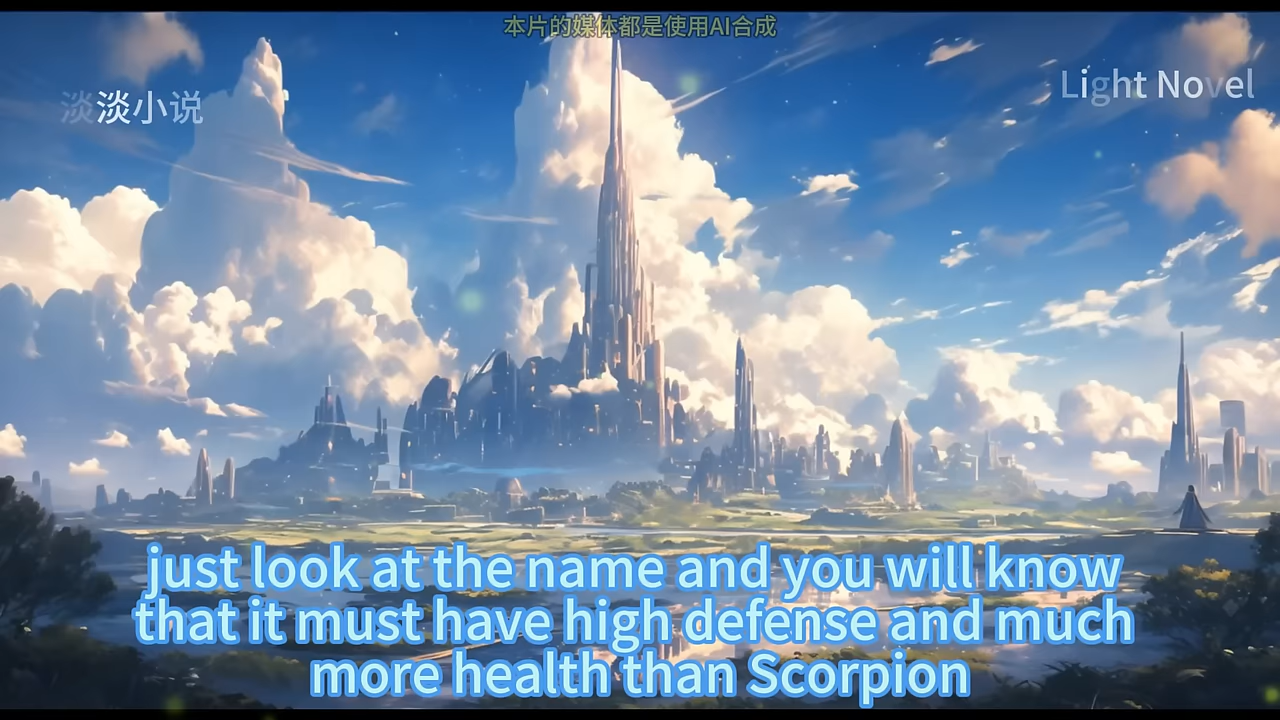 本片的媒体都是使用AI合成
淡淡小说
Light Novel
just look at the name and you will know
that it must have high defense and much
more health than Scorpion